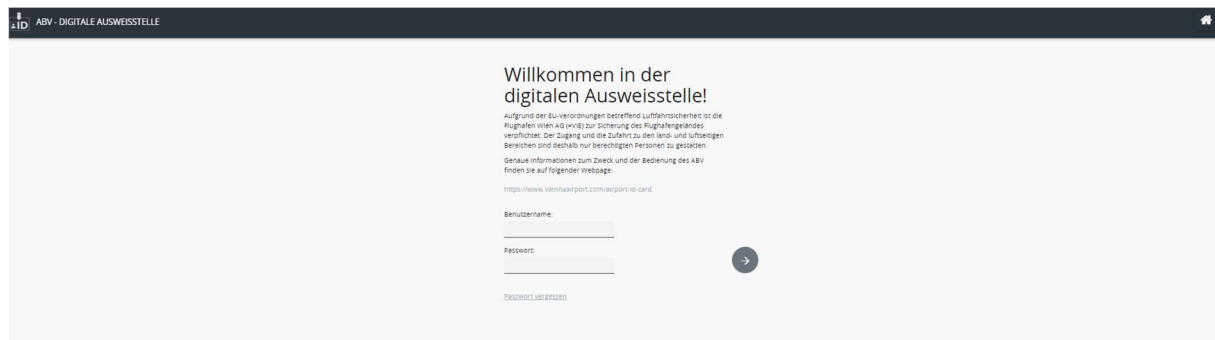 ID ABV - DIGITALE AUSWEISSTELLE
Willkommen in der
digitalen Ausweisstelle!
Aufgrund der EU-Verordnungen betreffend Luftfahrtsicherheit ist die
Flughafen Wien AG (=VIE) zur Sicherung des Flughafengeländes
verpflichtet. Der Zugang und die Zufahrt zu den land- und luftseitigen
Bereichen sind deshalb nur berechtigten Personen zu gestatten.
Genaue Informationen zum Zweck und der Bedienung des ABV
finden sie auf folgender Webpage:
https://www.viennaairport.com/airport-id-card
Benutzername:
Passwort:
Passwort vergessen